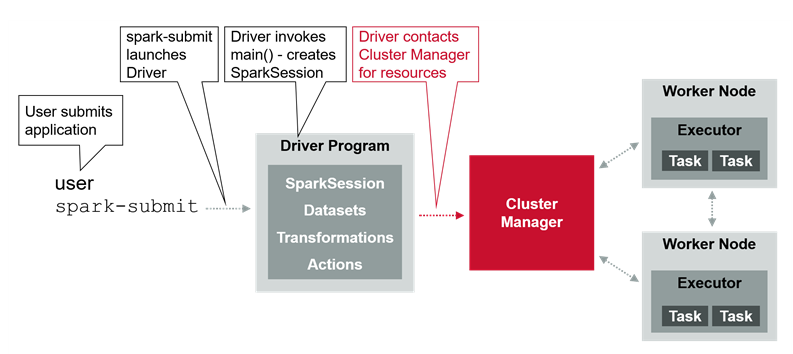 User submits
application
spark-submit
launches
Driver
Driver invokes
main() - creates
SparkSession
Driver contacts
Cluster Manager
for resources
user
spark-submit
Driver Program
SparkSession
Datasets
Transformations
Actions
Cluster
Manager
Worker Node
Executor
Task Task
Worker Node
Executor
Task Task